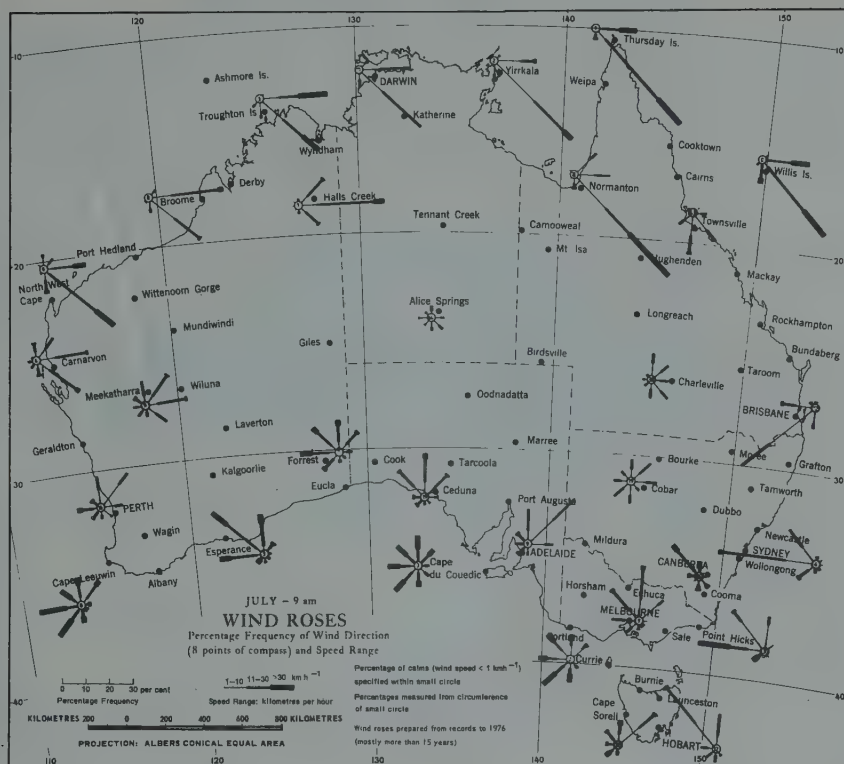 120 130 140 150
10 10
Thursday Is.
Ashmore Is.
DARWIN
Yirrkala
Weipa
Troughton Is
Katherine
Wyndham
Cooktown
Derby
Broome
Halls Creek
Normanton
Cairns
Willis Is.
Tennant Creek
Camooweal
Townsville
Port Hedland
Mt Isa
Hughenden
20 20
North West
Cape
Wittenoom Gorge
Mackay
Mundiwindi
Alice Springs
Longreach
Rockhampton
Giles
Birdsville
Bundaberg
Carnarvon
Taroom
Meekatharra
Wiluna
Charleville
Oodnadatta
BRISBANE
Laverton
Geraldton
Marree
Moree
Forrest
Cook
Tarcoola
Bourke
Grafton
30 30
Kalgoorlie
Eucla
Ceduna
Cobar
Tamworth
PERTH
Port Augusta
Dubbo
Wagin
Newcastle
Esperance
ADELAIDE
Mildura
SYDNEY
Cape
du Couedic
CANBERRA
Wollongong
Cape Leeuwin
Albany
Horsham
Echuca
Cooma
MELBOURNE
Portland
Sale
Point Hicks
Currie
JULY – 9 am
WIND ROSES
Percentage Frequency of Wind Direction
(8 points of compass) and Speed Range
Percentage of calms (wind speed < 1 kmh⁻¹)
specified within small circle
Percentages measured from circumference
of small circle
Wind roses prepared from records to 1976
(mostly more than 15 years)
1–10 11–30 >30 km h⁻¹
0 10 20 30 per cent
Percentage Frequency
Speed Range: kilometres per hour
KILOMETRES 200 0 200 400 600 800 KILOMETRES
PROJECTION: ALBERS CONICAL EQUAL AREA
Burnie
Launceston
Cape
Sorell
HOBART
40 40
110 120 130 140 150